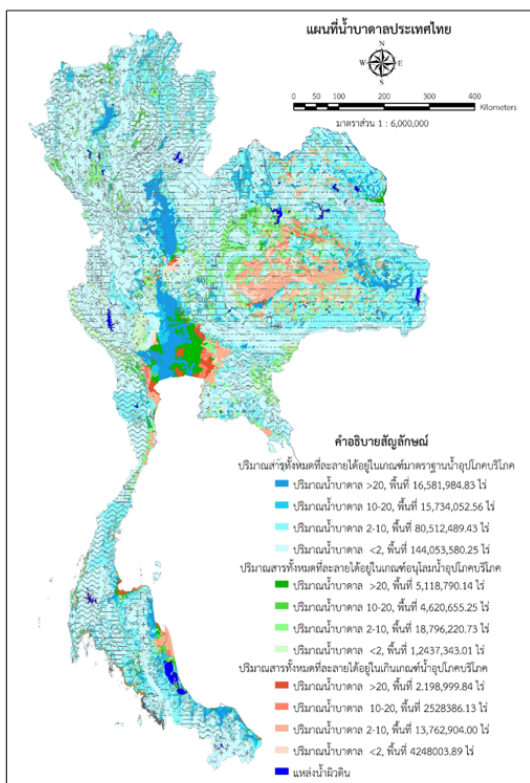 แผนที่น้ำบาดาลประเทศไทย
N
W E
S
0 50 100 200 300 400
Kilometers
มาตราส่วน 1 : 6,000,000
คำอธิบายสัญลักษณ์
ปริมาณสารทั้งหมดที่ละลายได้อยู่ในเกณฑ์มาตราฐานน้ำอุปโภคบริโภค
ปริมาณน้ำบาดาล >20, พื้นที่ 16,581,984.83 ไร่
ปริมาณน้ำบาดาล 10-20, พื้นที่ 15,734,052.56 ไร่
ปริมาณน้ำบาดาล 2-10, พื้นที่ 80,512,489.43 ไร่
ปริมาณน้ำบาดาล <2, พื้นที่ 144,053,580.25 ไร่
ปริมาณสารทั้งหมดที่ละลายได้อยู่ในเกณฑ์อนุโลมน้ำอุปโภคบริโภค
ปริมาณน้ำบาดาล >20, พื้นที่ 5,118,790.14 ไร่
ปริมาณน้ำบาดาล 10-20, พื้นที่ 4,620,655.25 ไร่
ปริมาณน้ำบาดาล 2-10, พื้นที่ 18,796,220.73 ไร่
ปริมาณน้ำบาดาล <2, พื้นที่ 1,2437,343.01 ไร่
ปริมาณสารทั้งหมดที่ละลายได้อยู่ในเกินเกณฑ์น้ำอุปโภคบริโภค
ปริมาณน้ำบาดาล >20, พื้นที่ 2.198,999.84 ไร่
ปริมาณน้ำบาดาล 10-20, พื้นที่ 2528386.13 ไร่
ปริมาณน้ำบาดาล 2-10, พื้นที่ 13,762,904.00 ไร่
ปริมาณน้ำบาดาล <2, พื้นที่ 4248003.89 ไร่
แหล่งน้ำผิวดิน